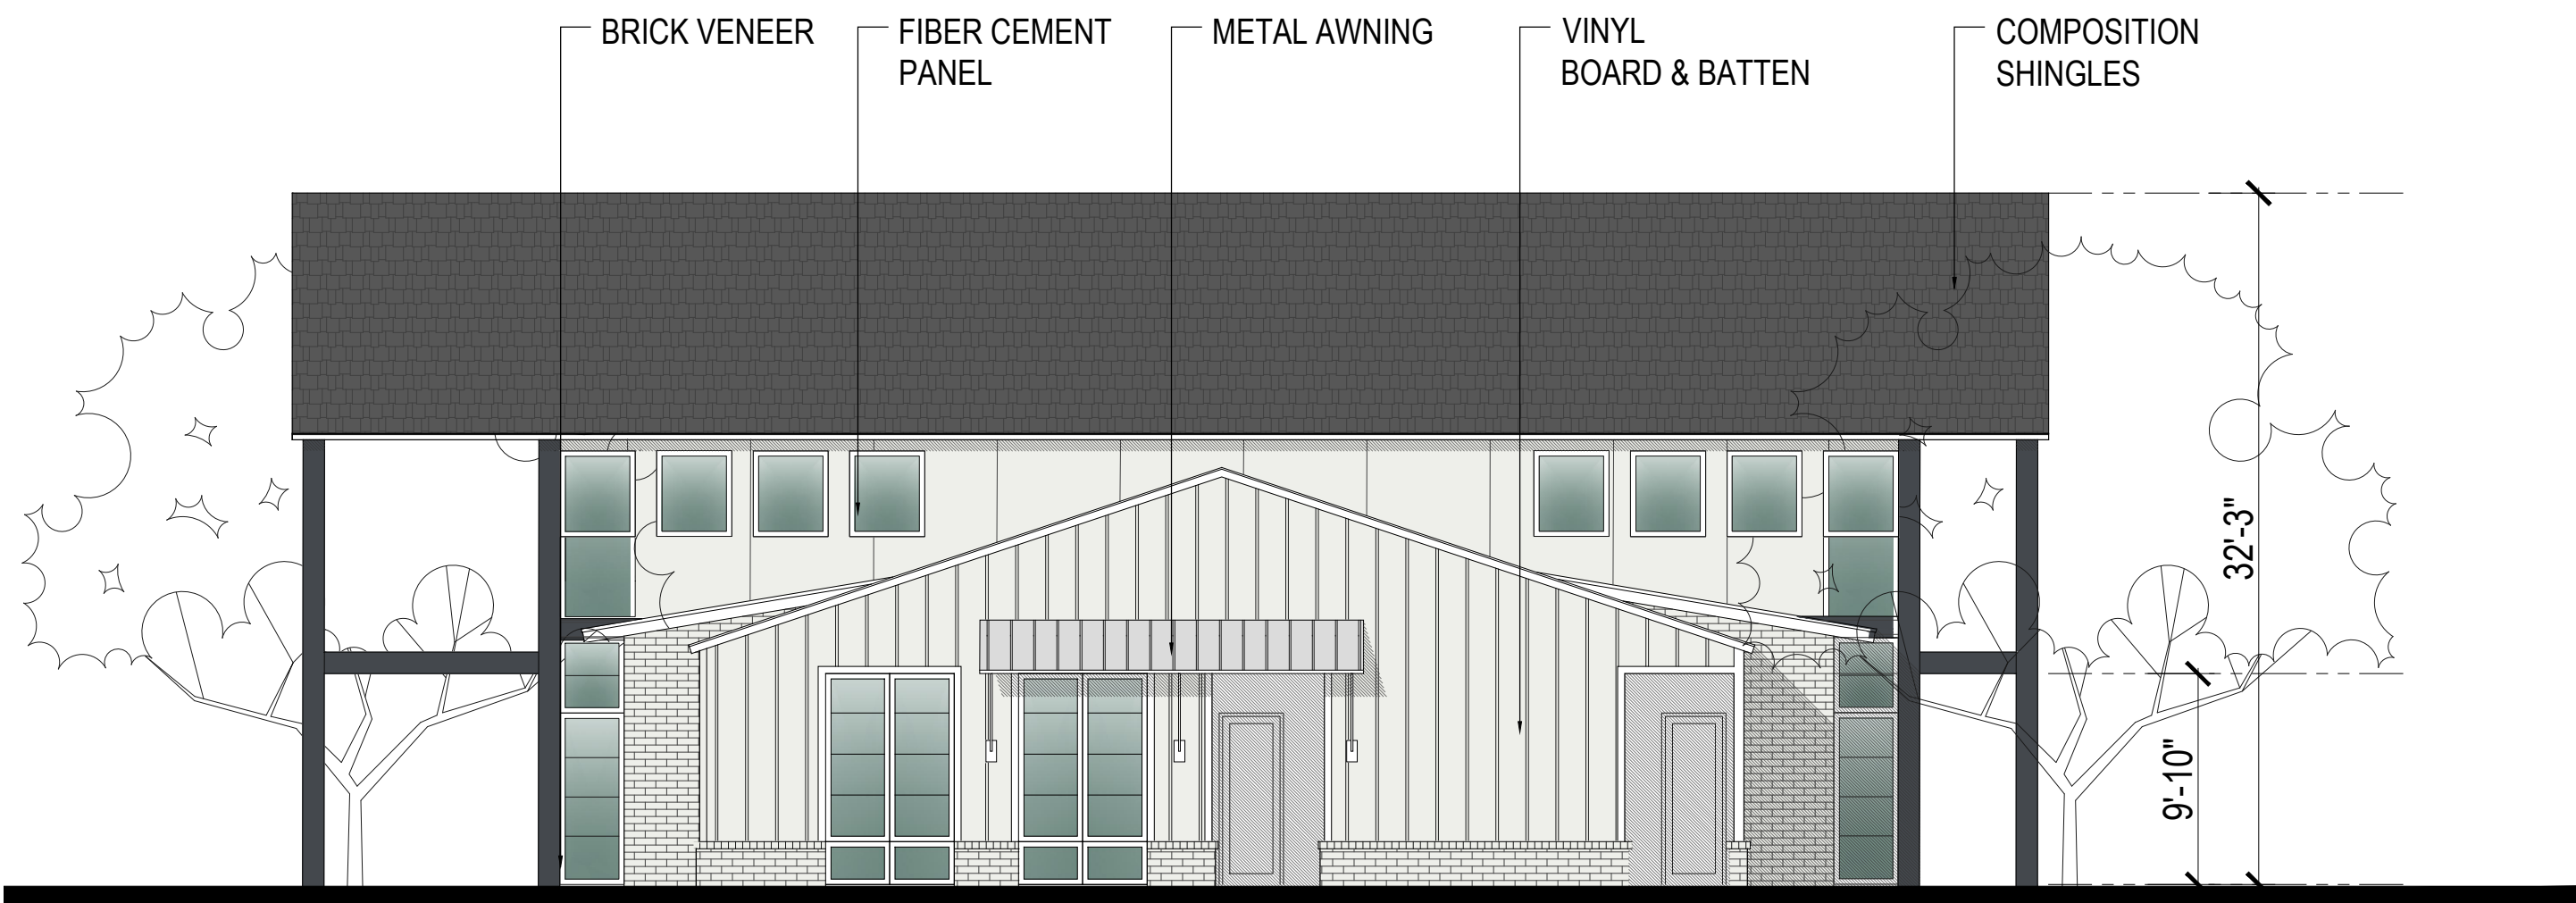 BRICK VENEER
FIBER CEMENT
PANEL
METAL AWNING
VINYL
BOARD & BATTEN
COMPOSITION
SHINGLES
32'-3"
9'-10"